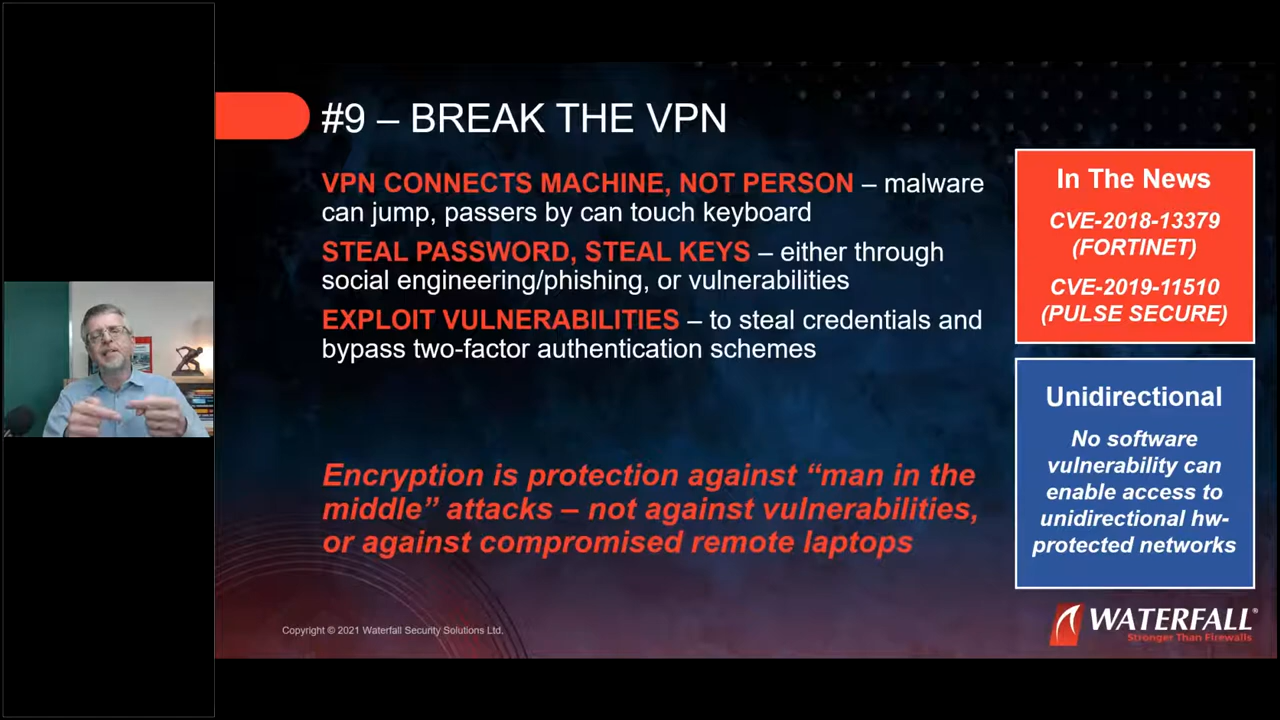 #9 – BREAK THE VPN
VPN CONNECTS MACHINE, NOT PERSON – malware
can jump, passers by can touch keyboard
STEAL PASSWORD, STEAL KEYS – either through
social engineering/phishing, or vulnerabilities
EXPLOIT VULNERABILITIES – to steal credentials and
bypass two-factor authentication schemes
Encryption is protection against “man in the
middle” attacks – not against vulnerabilities,
or against compromised remote laptops
In The News
CVE-2018-13379
(FORTINET)
CVE-2019-11510
(PULSE SECURE)
Unidirectional
No software
vulnerability can
enable access to
unidirectional hw-
protected networks
Copyright © 2021 Waterfall Security Solutions Ltd.
WATERFALL®
Stronger Than Firewalls